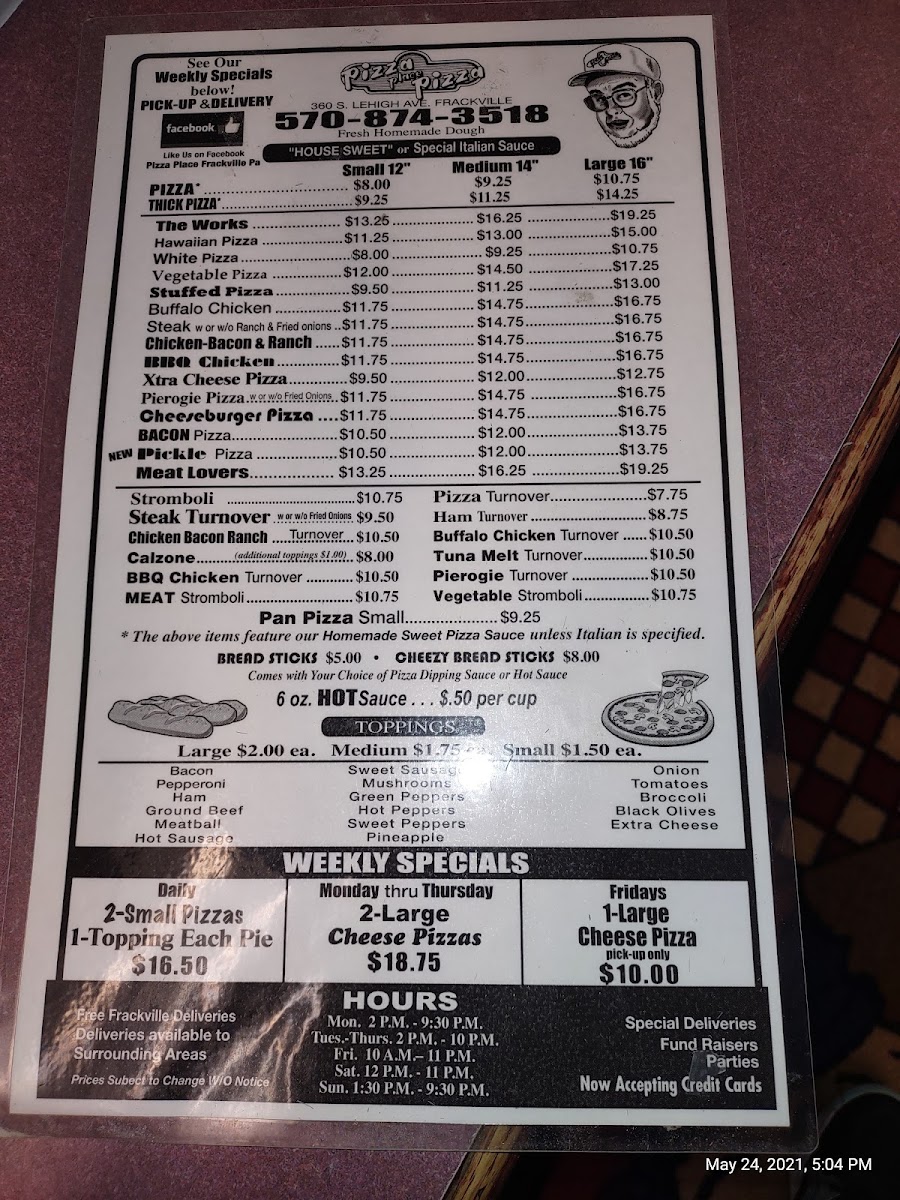 See Our
Weekly Specials
below!
PICK-UP & DELIVERY
facebook
Like Us on Facebook
Pizza Place Frackville Pa
Pizza place Pizza
360 S. LEHIGH AVE. FRACKVILLE
570-874-3518
Fresh Homemade Dough
"HOUSE SWEET" or Special Italian Sauce
Small 12" Medium 14" Large 16"
PIZZA* $8.00 $9.25 $10.75
THICK PIZZA* $9.25 $11.25 $14.25
The Works $13.25 $16.25 $19.25
Hawaiian Pizza $11.25 $13.00 $15.00
White Pizza $8.00 $9.25 $10.75
Vegetable Pizza $12.00 $14.50 $17.25
Stuffed Pizza $9.50 $11.25 $13.00
Buffalo Chicken $11.75 $14.75 $16.75
Steak w or w/o Ranch & Fried onions $11.75 $14.75 $16.75
Chicken-Bacon & Ranch $11.75 $14.75 $16.75
BBQ Chicken $11.75 $14.75 $16.75
Xtra Cheese Pizza $9.50 $12.00 $12.75
Pierogie Pizza w or w/o Fried Onions $11.75 $14.75 $16.75
Cheeseburger Pizza $11.75 $14.75 $16.75
BACON Pizza $10.50 $12.00 $13.75
NEW Pickle Pizza $10.50 $12.00 $13.75
Meat Lovers $13.25 $16.25 $19.25
Stromboli $10.75
Steak Turnover w or w/o Fried Onions $9.50
Chicken Bacon Ranch Turnover $10.50
Calzone (additional toppings $1.00) $8.00
BBQ Chicken Turnover $10.50
MEAT Stromboli $10.75
Pizza Turnover $7.75
Ham Turnover $8.75
Buffalo Chicken Turnover $10.50
Tuna Melt Turnover $10.50
Pierogie Turnover $10.50
Vegetable Stromboli $10.75
Pan Pizza Small $9.25
* The above items feature our Homemade Sweet Pizza Sauce unless Italian is specified.
BREAD STICKS $5.00 • CHEEZY BREAD STICKS $8.00
Comes with Your Choice of Pizza Dipping Sauce or Hot Sauce
6 oz. HOT Sauce . . . $.50 per cup
TOPPINGS
Large $2.00 ea. Medium $1.75 ea. Small $1.50 ea.
Bacon
Pepperoni
Ham
Ground Beef
Meatball
Hot Sausage
Sweet Sausage
Mushrooms
Green Peppers
Hot Peppers
Sweet Peppers
Pineapple
Onion
Tomatoes
Broccoli
Black Olives
Extra Cheese
WEEKLY SPECIALS
Daily
2-Small Pizzas
1-Topping Each Pie
$16.50
Monday thru Thursday
2-Large
Cheese Pizzas
$18.75
Fridays
1-Large
Cheese Pizza
pick-up only
$10.00
Free Frackville Deliveries
Deliveries available to
Surrounding Areas
Prices Subect to Change W/O Notice
HOURS
Mon. 2 P.M. - 9:30 P.M.
Tues.-Thurs. 2 P.M. - 10 P.M.
Fri. 10 A.M.– 11 P.M.
Sat. 12 P.M. - 11 P.M.
Sun. 1:30 P.M. - 9:30 P.M.
Special Deliveries
Fund Raisers
Parties
Now Accepting Credit Cards
May 24, 2021, 5:04 PM